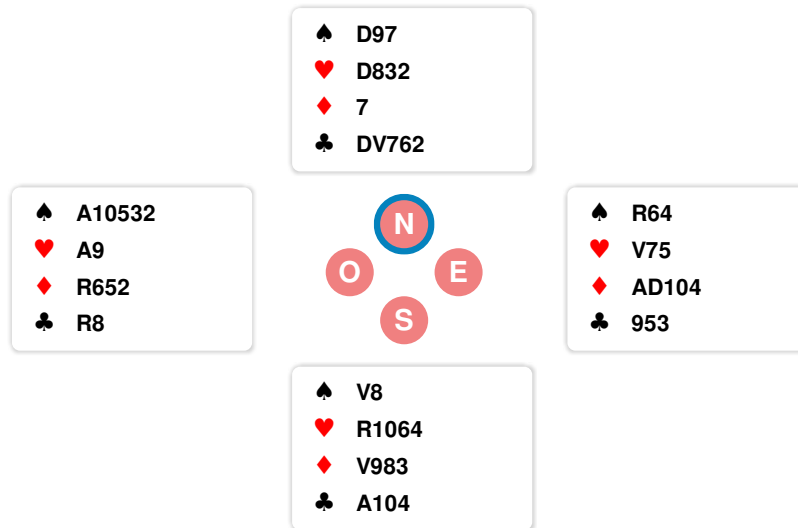 ♠ D97
♥ D832
♦ 7
♣ DV762
♠ A10532
♥ A9
♦ R652
♣ R8
N
O
E
S
♠ R64
♥ V75
♦ AD104
♣ 953
♠ V8
♥ R1064
♦ V983
♣ A104